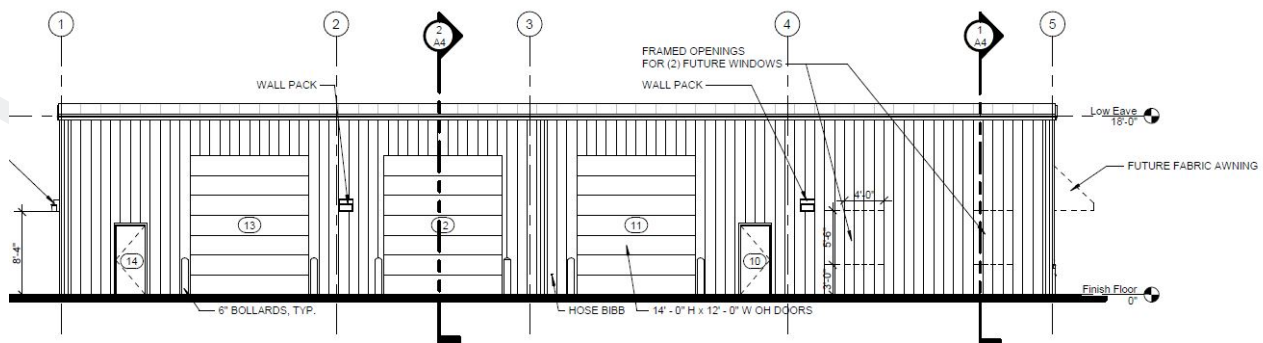 1
2
2
A4
3
4
1
A4
5
FRAMED OPENINGS
FOR (2) FUTURE WINDOWS
WALL PACK
WALL PACK
Low Eave
18'-0"
FUTURE FABRIC AWNING
4'-0"
13
2
11
5'-6"
8'-4"
14
10
3'-0"
Finish Floor
0"
6" BOLLARDS, TYP.
HOSE BIBB
14' - 0" H x 12' - 0" W OH DOORS